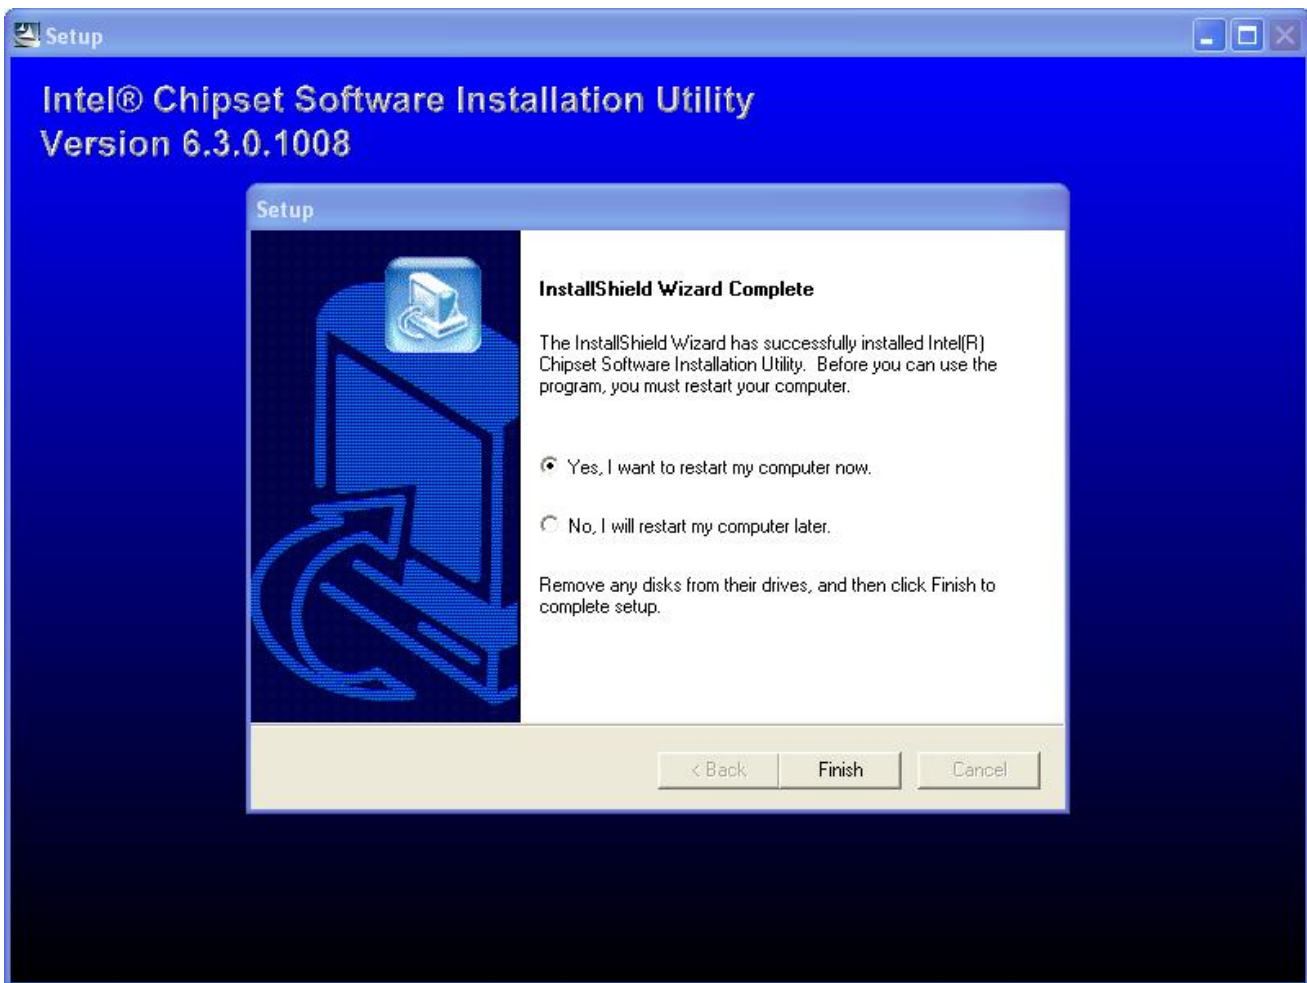 Setup
Intel® Chipset Software Installation Utility
Version 6.3.0.1008
Setup
InstallShield Wizard Complete
The InstallShield Wizard has successfully installed Intel(R)
Chipset Software Installation Utility.  Before you can use the
program, you must restart your computer.
Yes, I want to restart my computer now.
No, I will restart my computer later.
Remove any disks from their drives, and then click Finish to
complete setup.
< Back Finish Cancel